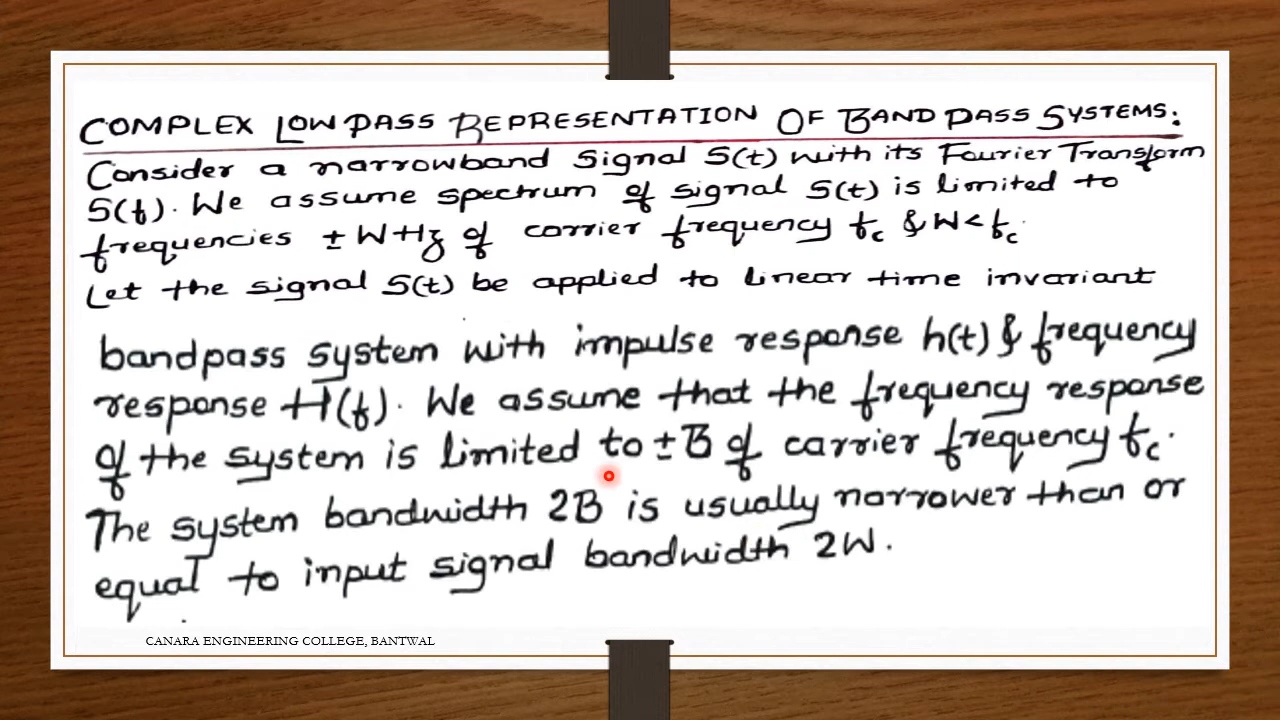 COMPLEX LOW PASS REPRESENTATION OF BAND PASS SYSTEMS:
Consider a narrowband signal S(t) with its Fourier Transform
S(f). We assume spectrum of signal S(t) is limited to
frequencies ± W Hz of carrier frequency fc & W < fc.
Let the signal S(t) be applied to linear time invariant
bandpass system with impulse response h(t) & frequency
response H(f). We assume that the frequency response
of the system is limited to ± B of carrier frequency fc.
The system bandwidth 2B is usually narrower than or
equal to input signal bandwidth 2W.
CANARA ENGINEERING COLLEGE, BANTWAL